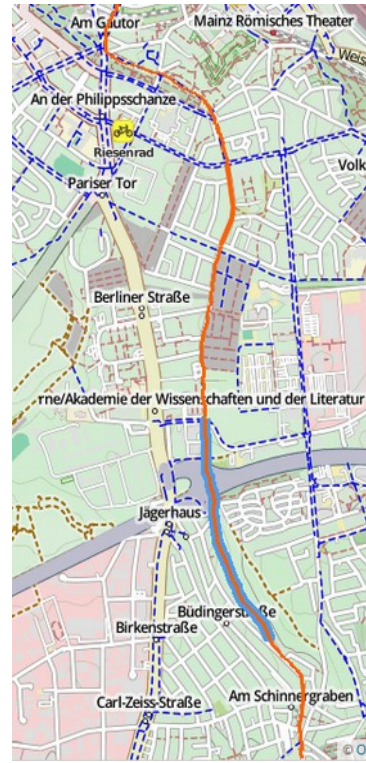 Am Gautor
Mainz Römisches Theater
Weis
An der Philippsschanze
Riesenrad
Volk
Pariser Tor
Berliner Straße
rne/Akademie der Wissenschaften und der Literatur
Jägerhaus
Büdingerstraße
Birkenstraße
Am Schinnergraben
Carl-Zeiss-Straße
© O